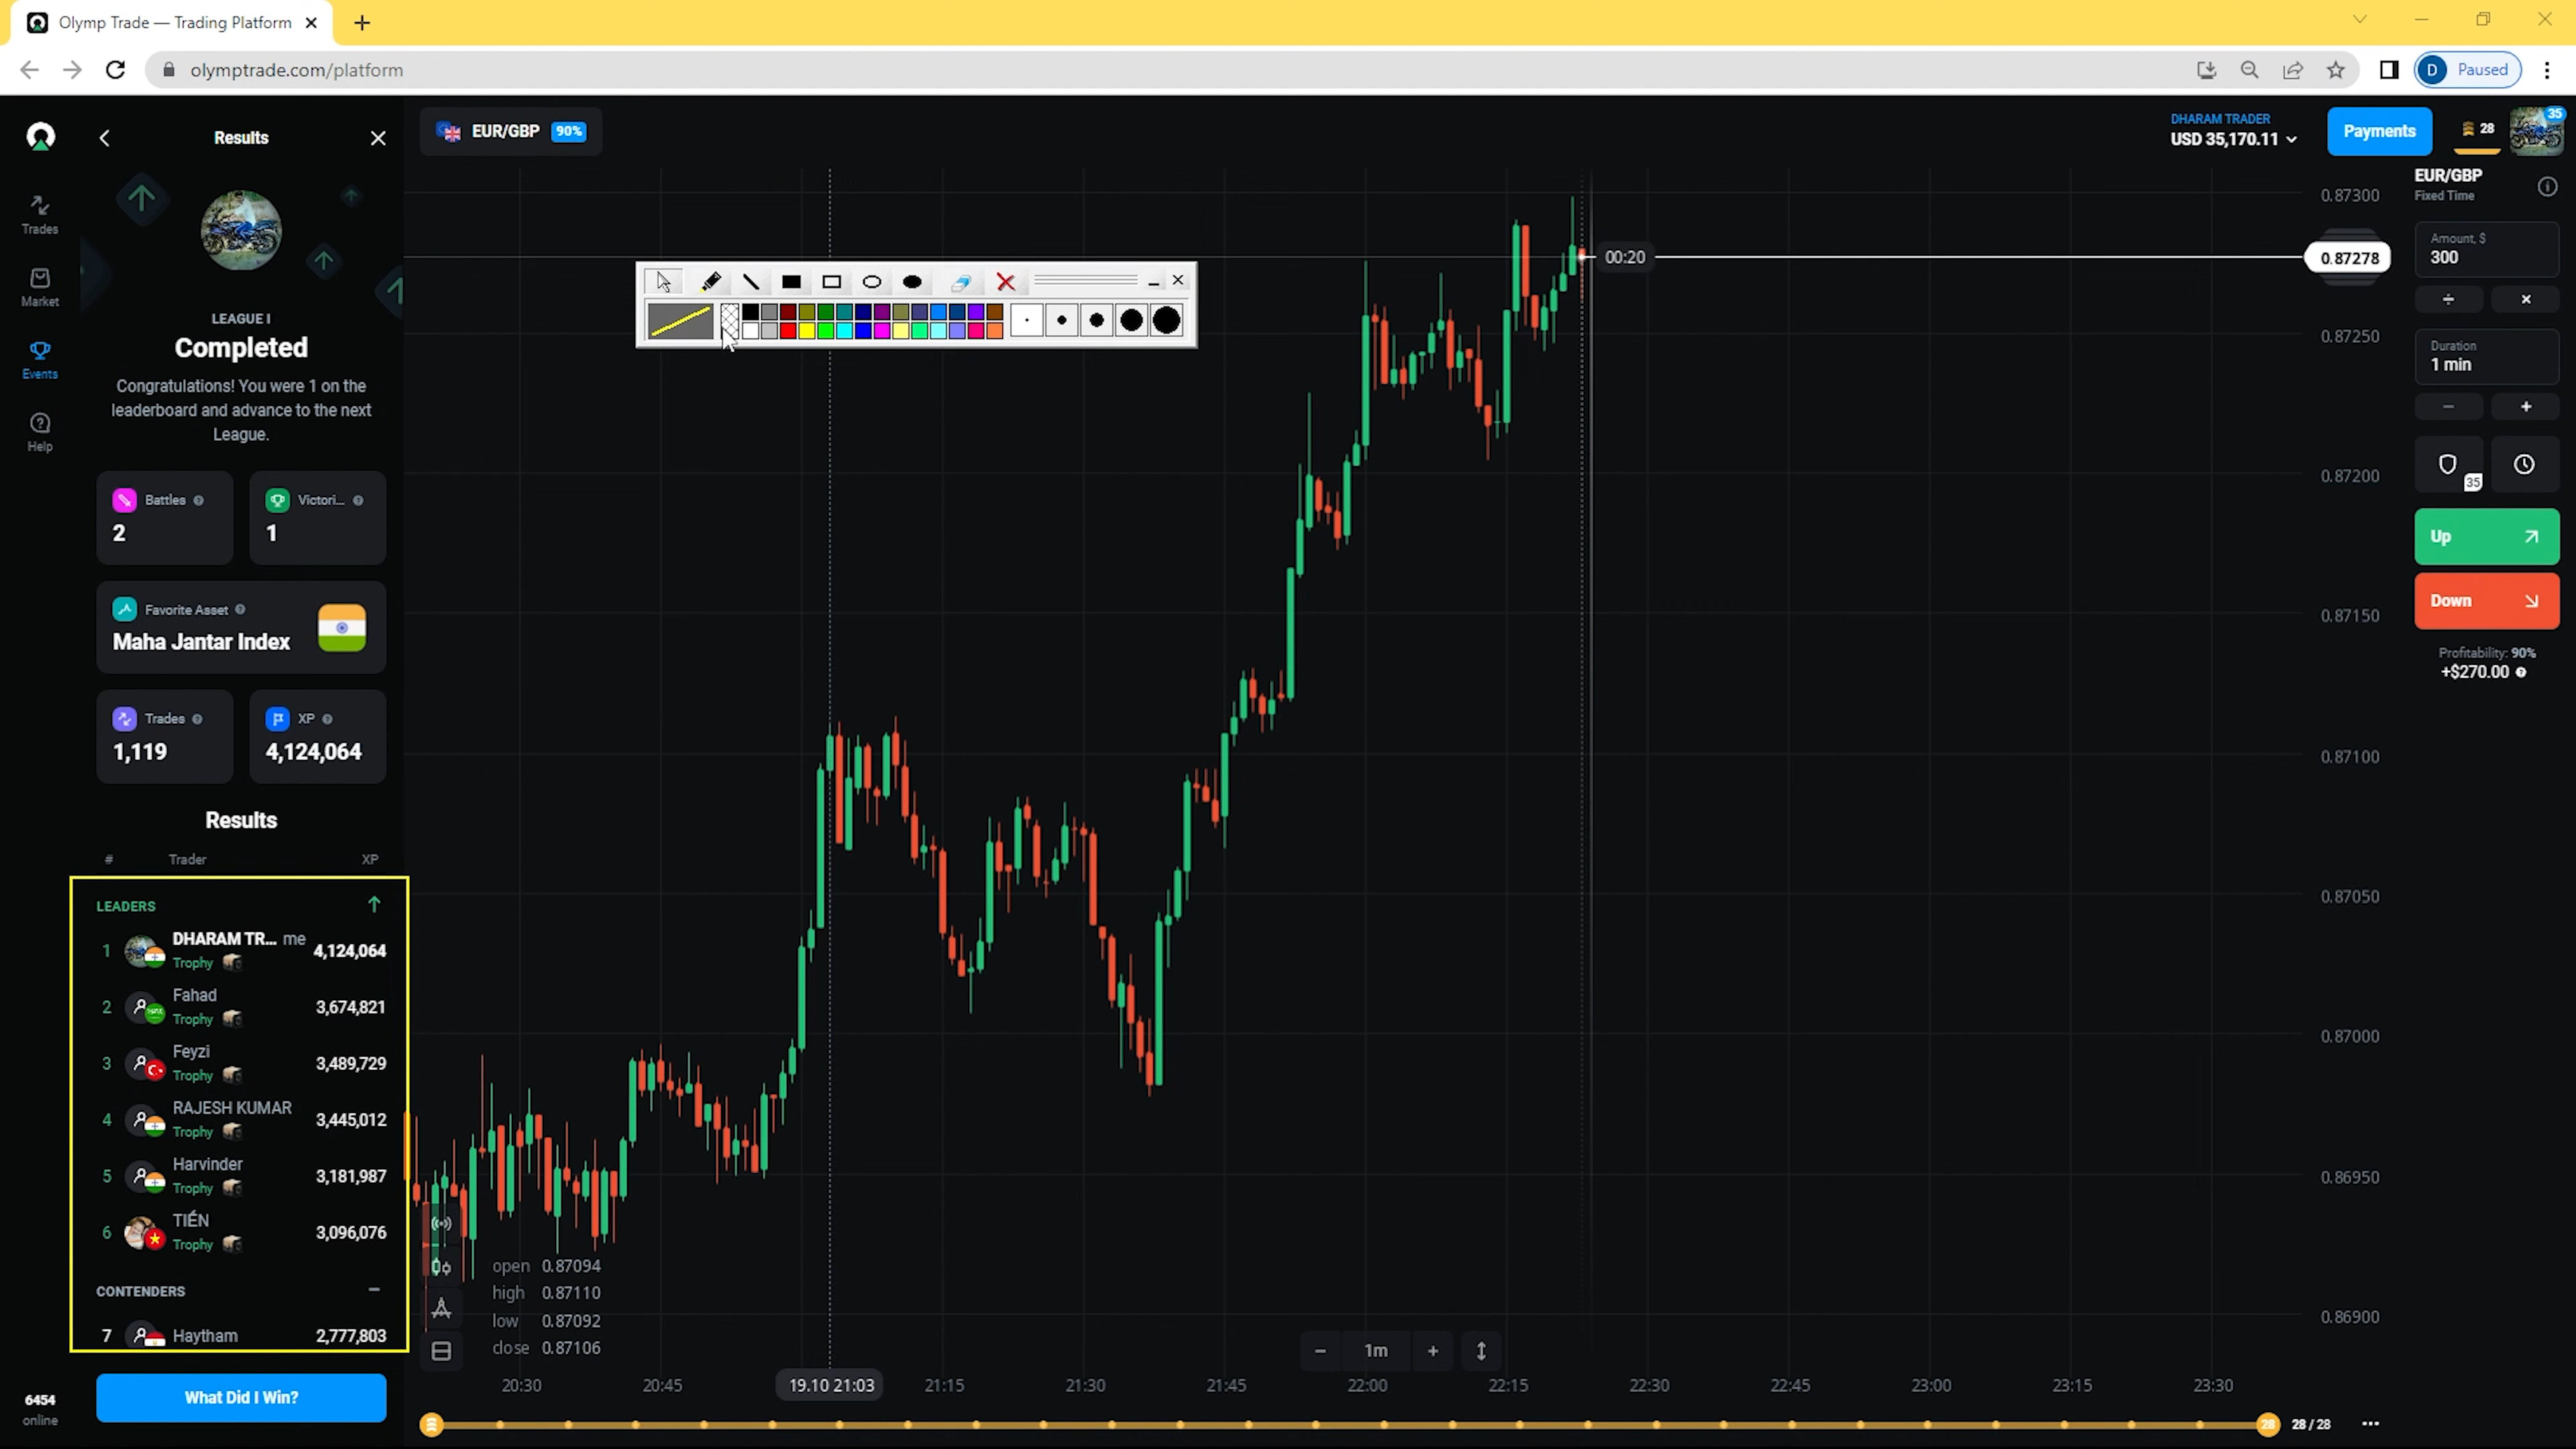 Olymp Trade — Trading Platform
olymptrade.com/platform
D Paused
Trades
Market
Events
Help
6454
online
Results
LEAGUE I
Completed
Congratulations! You were 1 on the
leaderboard and advance to the next
League.
Battles
2
Victori...
1
Favorite Asset
Maha Jantar Index
Trades
1,119
XP
4,124,064
Results
# Trader XP
LEADERS
1 DHARAM TR... me 4,124,064
Trophy
2 Fahad 3,674,821
Trophy
3 Feyzi 3,489,729
Trophy
4 RAJESH KUMAR 3,445,012
Trophy
5 Harvinder 3,181,987
Trophy
6 TIẾN 3,096,076
Trophy
CONTENDERS
7 Haytham 2,777,803
What Did I Win?
EUR/GBP 90%
00:20
open 0.87094
high 0.87110
low 0.87092
close 0.87106
1m
20:30 20:45 19.10 21:03 21:15 21:30 21:45 22:00 22:15 22:30 22:45 23:00 23:15 23:30
28 28 / 28
0.87300
0.87278
0.87250
0.87200
0.87150
0.87100
0.87050
0.87000
0.86950
0.86900
DHARAM TRADER
USD 35,170.11
Payments
28
35
EUR/GBP
Fixed Time
Amount, $
300
Duration
1 min
35
Up
Down
Profitability: 90%
+$270.00